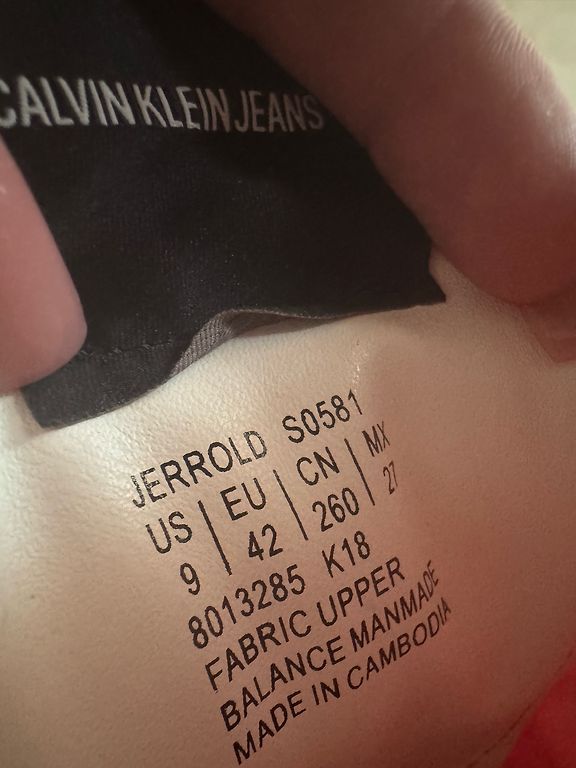 CALVIN KLEIN JEANS
JERROLD S0581
US | EU | CN | MX
9 | 42 | 260 | 27
8013285 K18
FABRIC UPPER
BALANCE MANMADE
MADE IN CAMBODIA